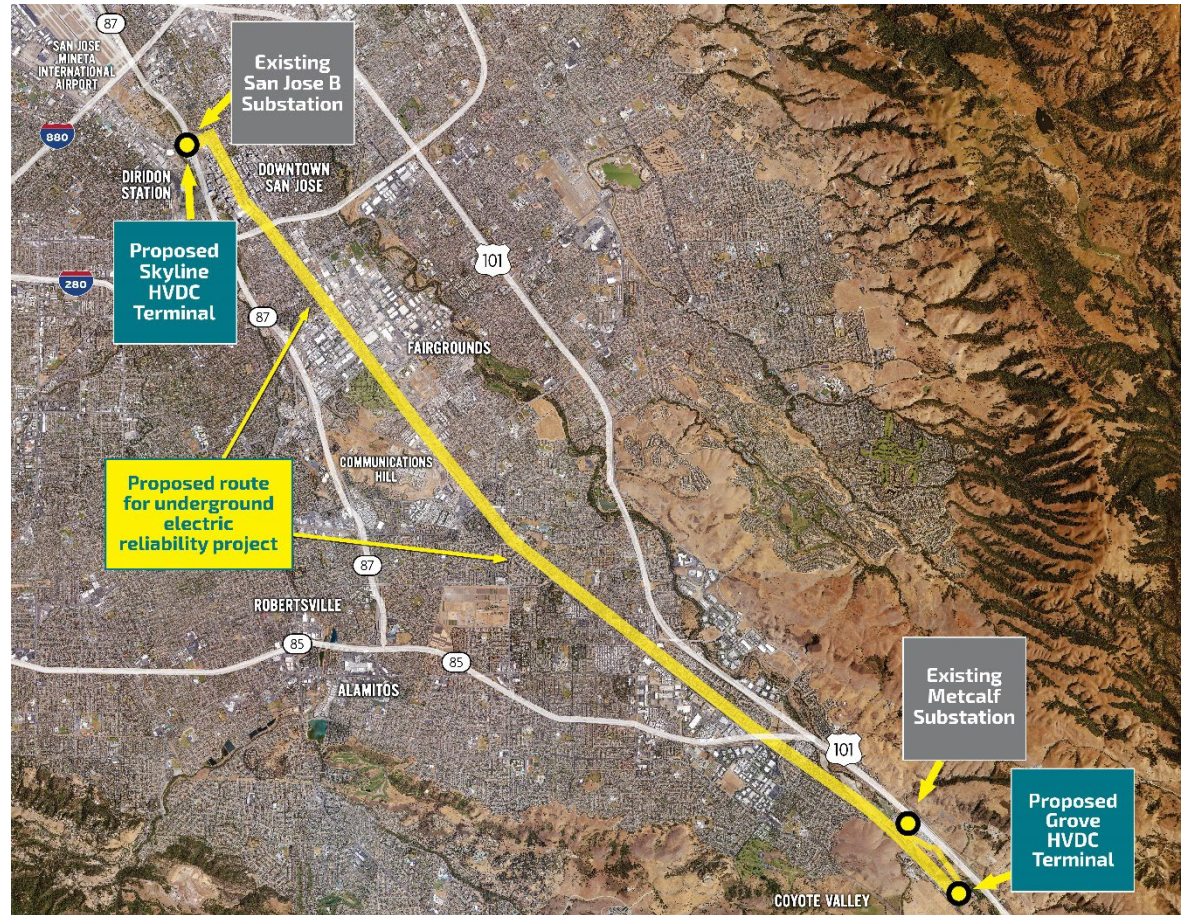 87
SAN JOSE
MINETA
INTERNATIONAL
AIRPORT
Existing
San Jose B
Substation
880
DIRIDON
STATION
DOWNTOWN
SAN JOSE
Proposed
Skyline
HVDC
Terminal
101
280
87
FAIRGROUNDS
COMMUNICATIONS
HILL
Proposed route
for underground
electric
reliability project
87
ROBERTSVILLE
85
85
ALAMITOS
Existing
Metcalf
Substation
101
Proposed
Grove
HVDC
Terminal
COYOTE VALLEY